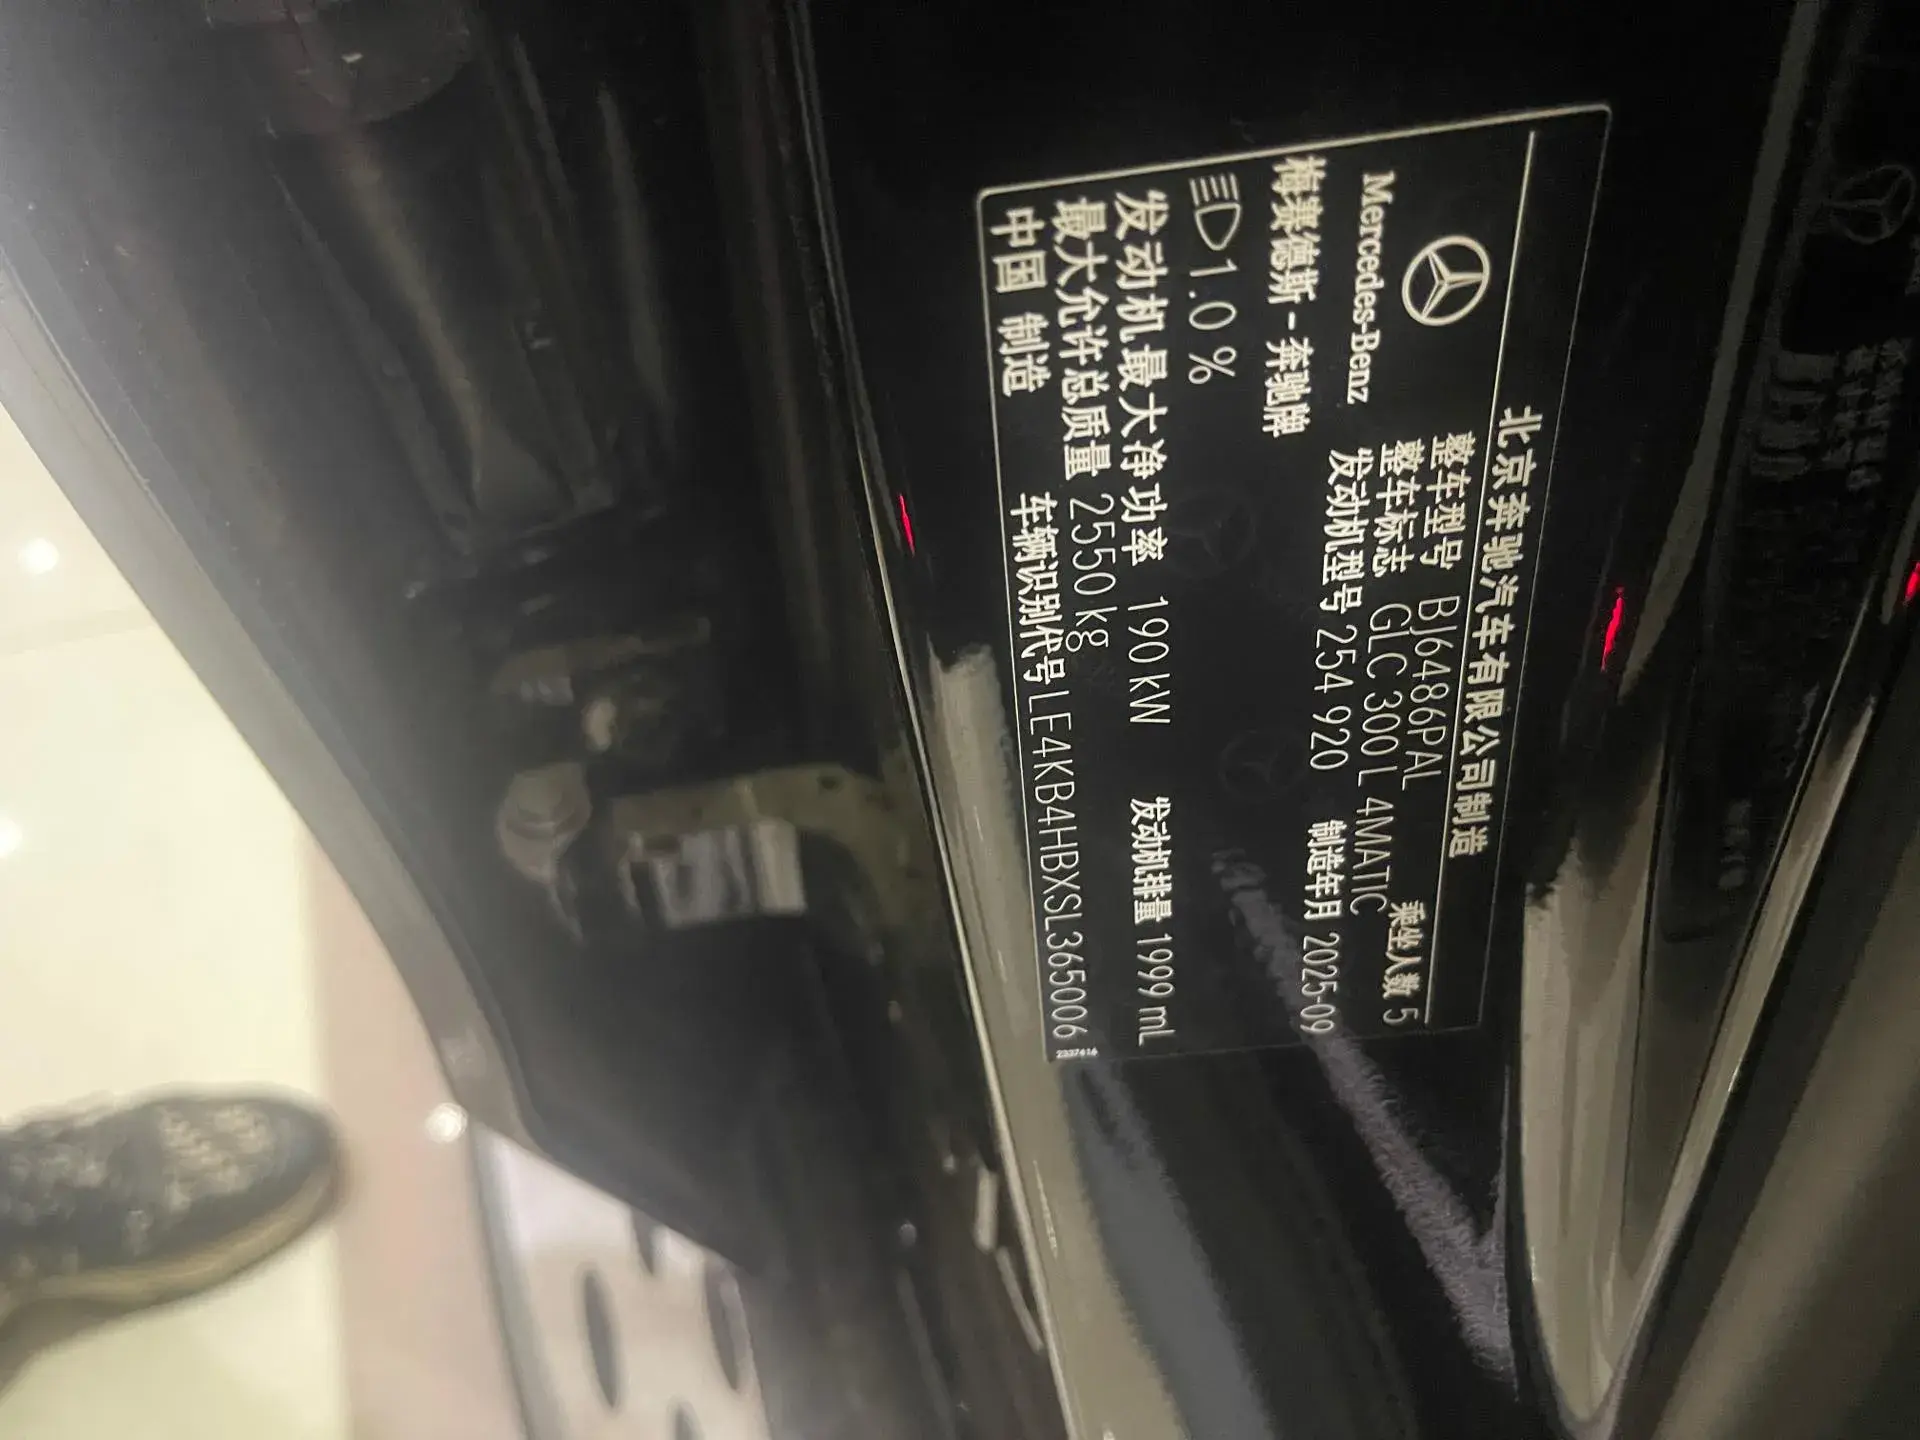 北京奔驰汽车有限公司制造
Mercedes-Benz
梅赛德斯-奔驰牌
整车型号 BJ6486PAL
乘坐人数 5
整车标志 GLC 300 L 4MATIC
发动机型号 254 920
制造年月 2025-09
1.0 %
发动机最大净功率 190 kW
发动机排量 1999 mL
最大允许总质量 2550 kg
中国 制造
车辆识别代号 LE4KB4HBXSL365006
2337616